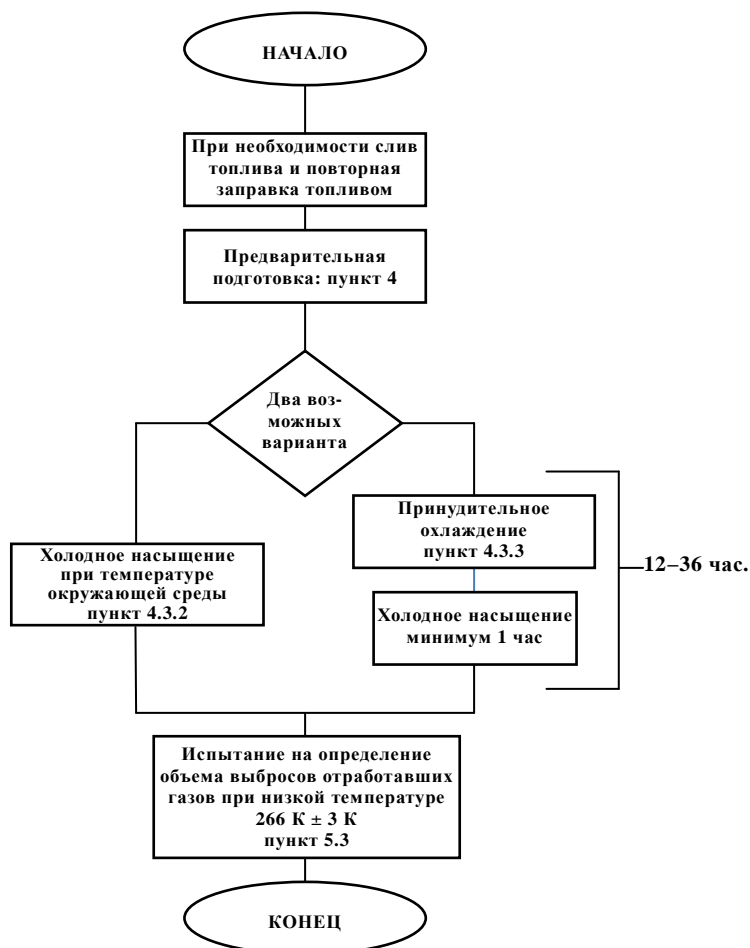 НАЧАЛО
При необходимости слив
топлива и повторная
заправка топливом
Предварительная
подготовка: пункт 4
Два воз-
можных
варианта
Принудительное
охлаждение
пункт 4.3.3
Холодное насыщение
при температуре
окружающей среды
пункт 4.3.2
12–36 час.
Холодное насыщение
минимум 1 час
Испытание на определение
объема выбросов отработавших
газов при низкой температуре
266 К ± 3 К
пункт 5.3
КОНЕЦ